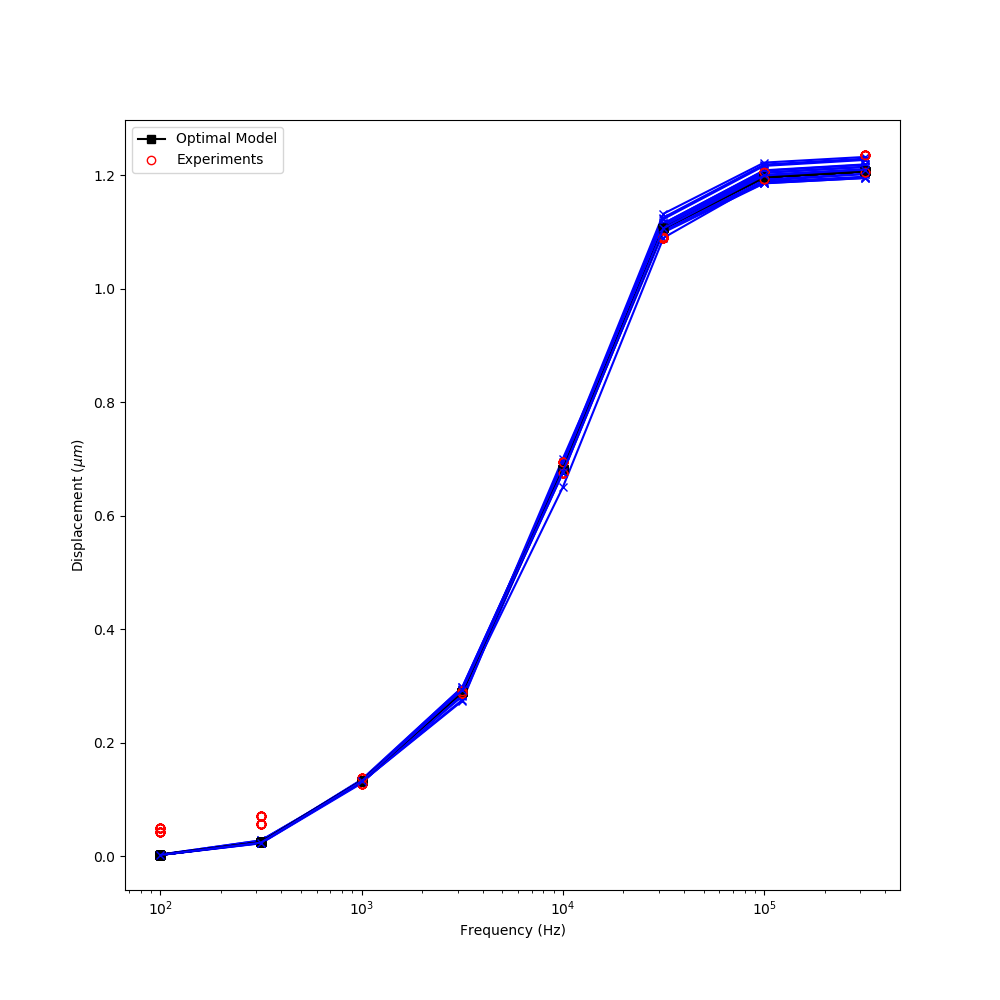 Optimal Model
Experiments
1.2
1.0
0.8
0.6
0.4
0.2
0.0
Displacement (μm)
10²
10³
10⁴
10⁵
Frequency (Hz)